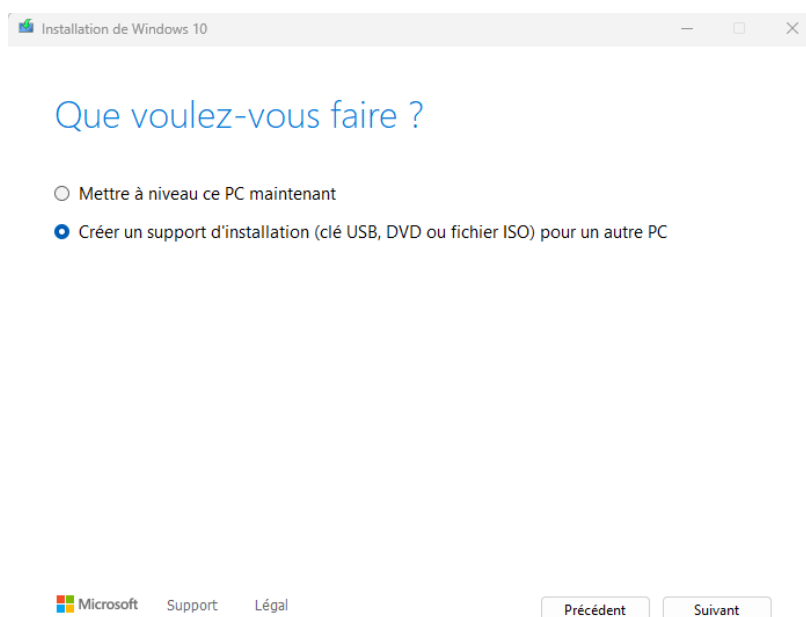 Installation de Windows 10
Que voulez-vous faire ?
Mettre à niveau ce PC maintenant
Créer un support d'installation (clé USB, DVD ou fichier ISO) pour un autre PC
Microsoft Support Légal Précédent Suivant